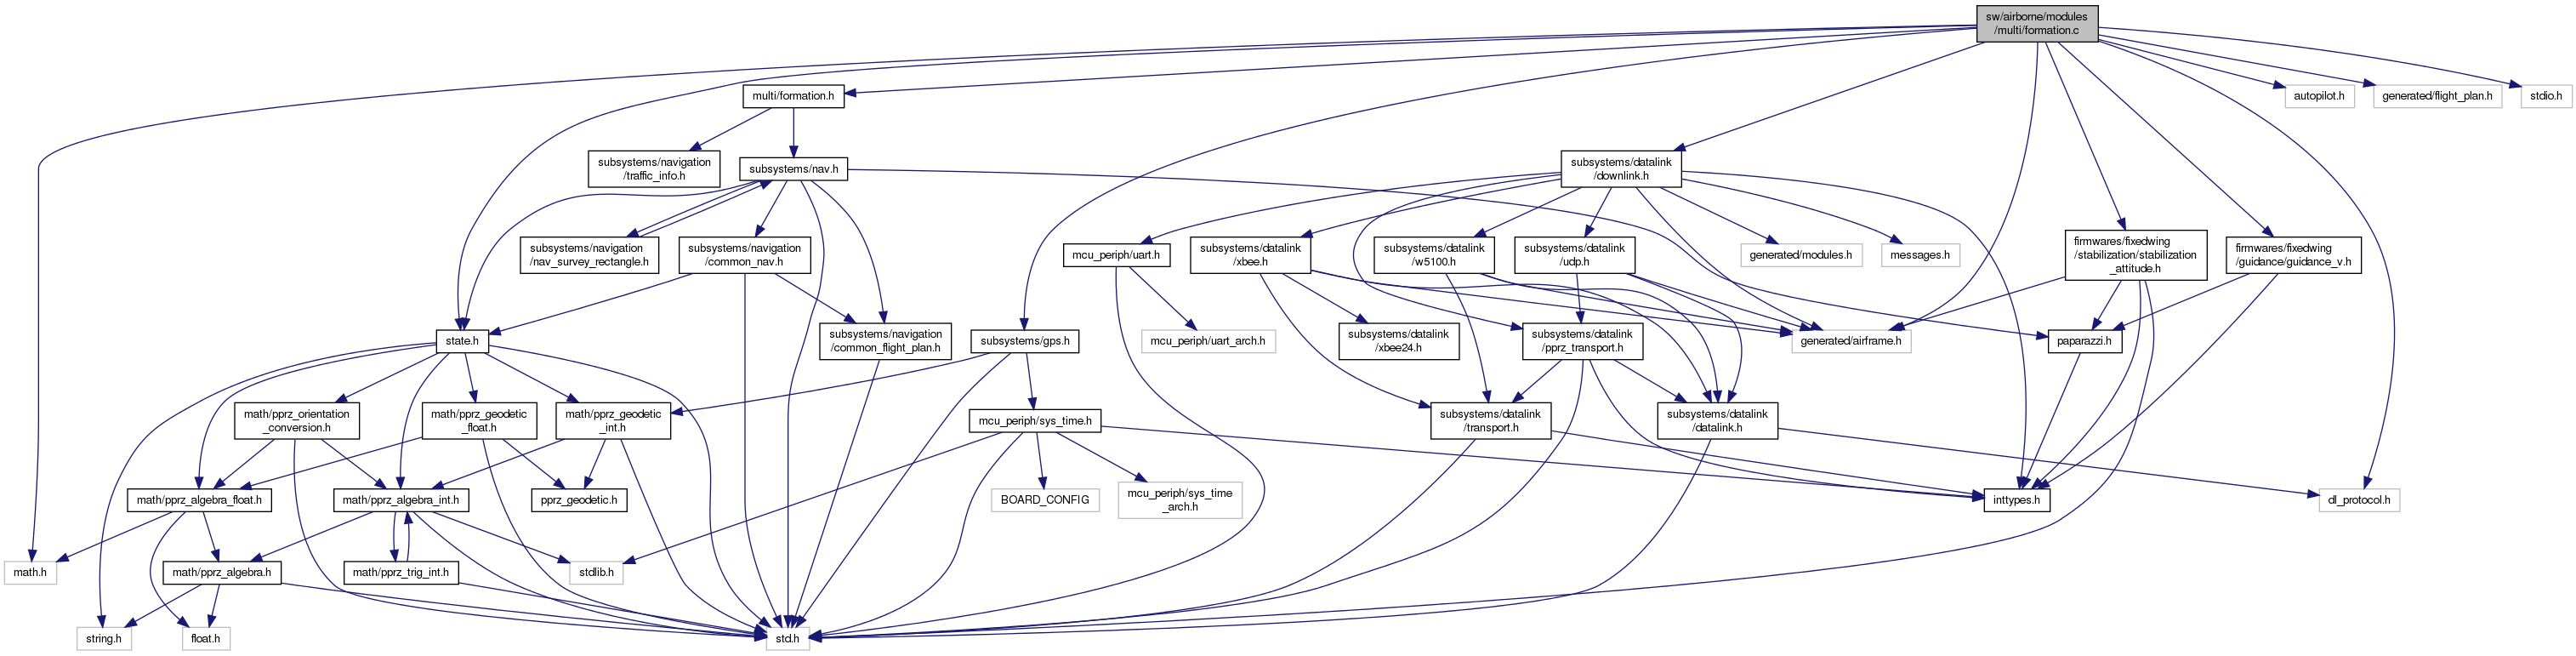 sw/airborne/modules
/multi/formation.c
multi/formation.h
autopilot.h
generated/flight_plan.h
stdio.h
subsystems/navigation
/traffic_info.h
subsystems/nav.h
subsystems/datalink
/downlink.h
subsystems/navigation
/nav_survey_rectangle.h
subsystems/navigation
/common_nav.h
mcu_periph/uart.h
subsystems/datalink
/xbee.h
subsystems/datalink
/w5100.h
subsystems/datalink
/udp.h
generated/modules.h
messages.h
firmwares/fixedwing
/stabilization/stabilization
_attitude.h
firmwares/fixedwing
/guidance/guidance_v.h
state.h
subsystems/navigation
/common_flight_plan.h
subsystems/gps.h
mcu_periph/uart_arch.h
subsystems/datalink
/xbee24.h
subsystems/datalink
/pprz_transport.h
generated/airframe.h
paparazzi.h
math/pprz_orientation
_conversion.h
math/pprz_geodetic
_float.h
math/pprz_geodetic
_int.h
mcu_periph/sys_time.h
subsystems/datalink
/transport.h
subsystems/datalink
/datalink.h
math/pprz_algebra_float.h
math/pprz_algebra_int.h
pprz_geodetic.h
BOARD_CONFIG
mcu_periph/sys_time
_arch.h
inttypes.h
dl_protocol.h
math.h
math/pprz_algebra.h
math/pprz_trig_int.h
stdlib.h
string.h
float.h
std.h